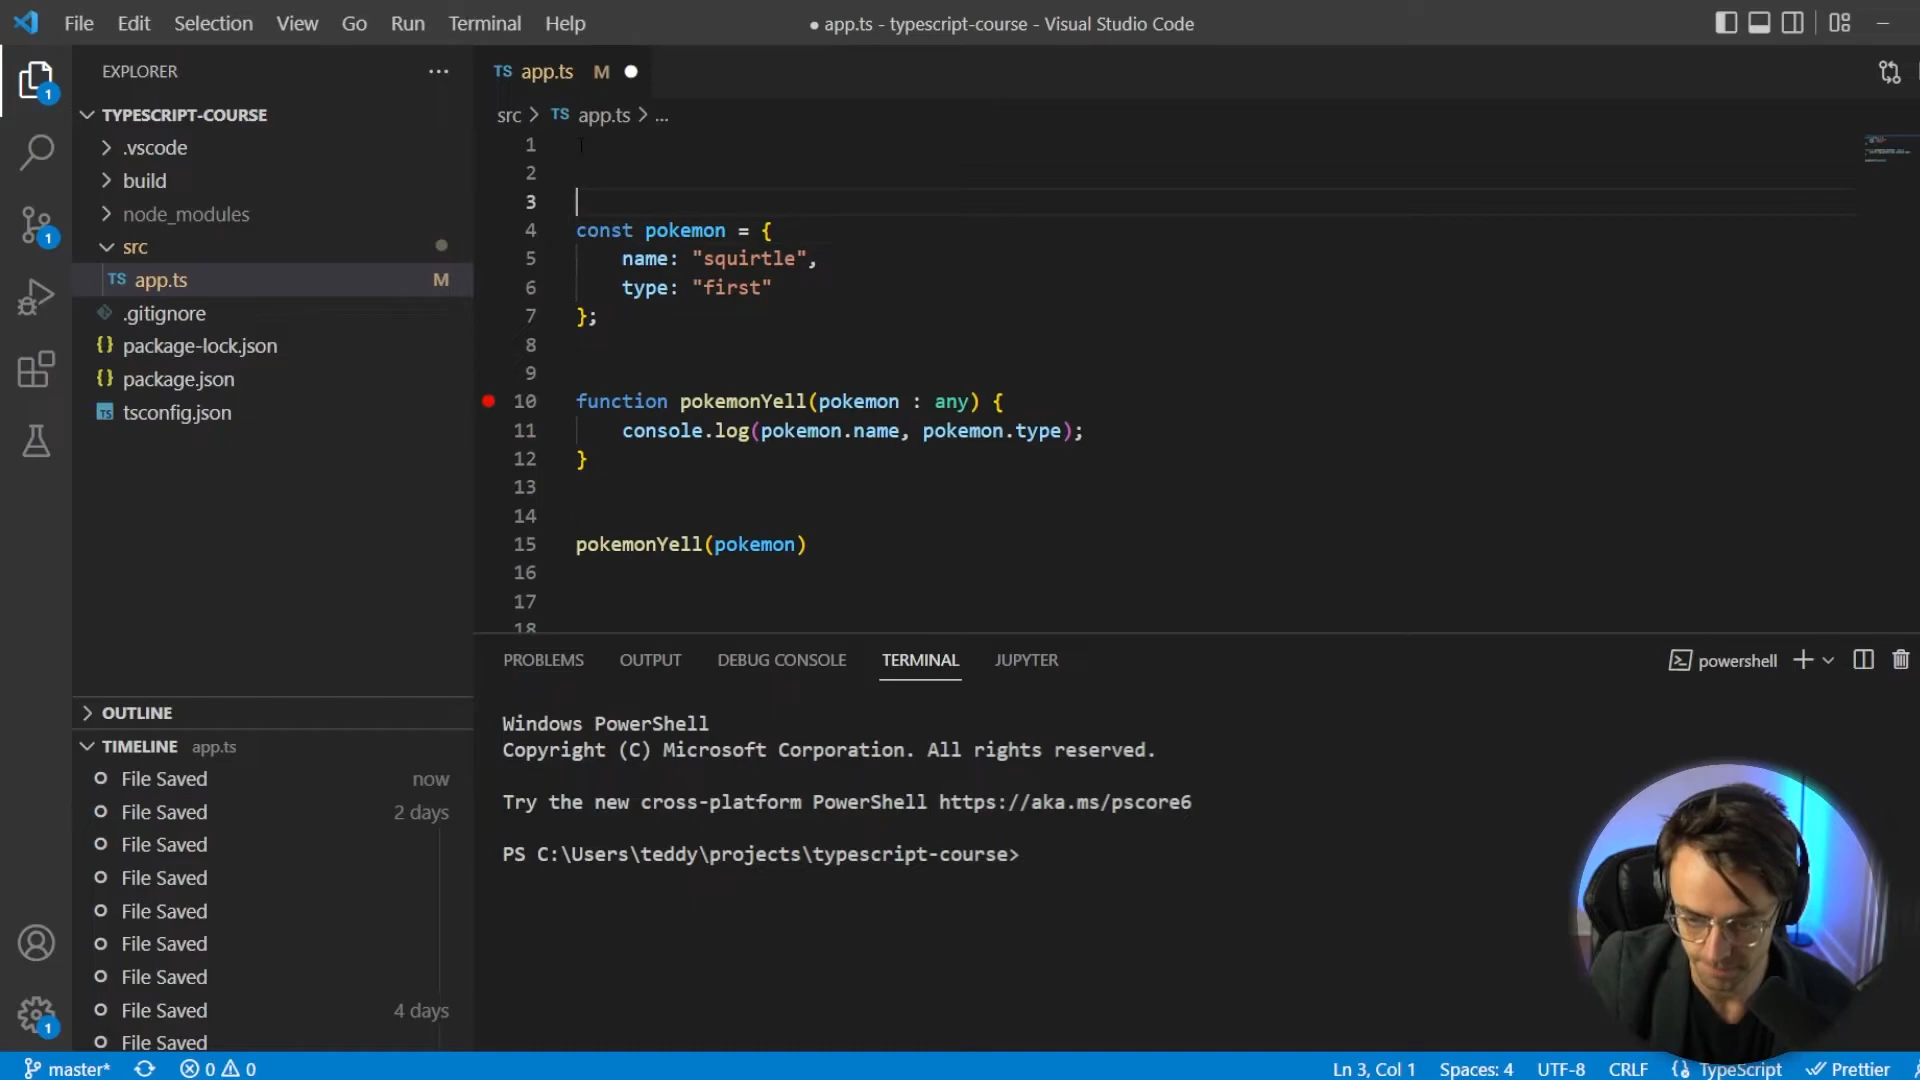 File Edit Selection View Go Run Terminal Help
● app.ts - typescript-course - Visual Studio Code
EXPLORER
TYPESCRIPT-COURSE
.vscode
build
node_modules
src
TS app.ts M
.gitignore
{} package-lock.json
{} package.json
TS tsconfig.json
OUTLINE
TIMELINE app.ts
File Saved now
File Saved 2 days
File Saved
File Saved
File Saved
File Saved
File Saved
File Saved 4 days
File Saved
1
1
1
TS app.ts M
src > TS app.ts > ...
1
2
3
4 const pokemon = {
5 name: "squirtle",
6 type: "first"
7 };
8
9
10 function pokemonYell(pokemon : any) {
11 console.log(pokemon.name, pokemon.type);
12 }
13
14
15 pokemonYell(pokemon)
16
17
18
PROBLEMS OUTPUT DEBUG CONSOLE TERMINAL JUPYTER
powershell
Windows PowerShell
Copyright (C) Microsoft Corporation. All rights reserved.
Try the new cross-platform PowerShell https://aka.ms/pscore6
PS C:\Users\teddy\projects\typescript-course>
master* 0 0
Ln 3, Col 1 Spaces: 4 UTF-8 CRLF {} TypeScript Prettier